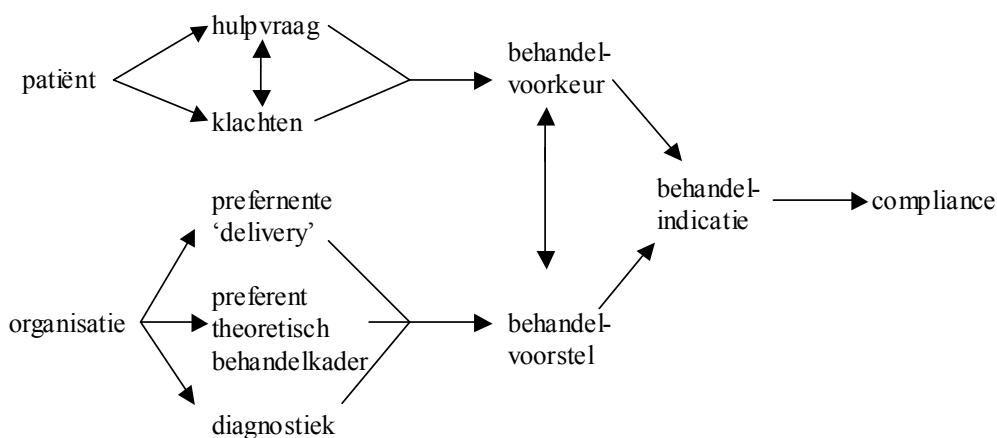 hulpvraag
patiënt
klachten
behandel-
voorkeur
behandel-
indicatie
compliance
prefernente
‘delivery’
organisatie
preferent
theoretisch
behandelkader
diagnostiek
behandel-
voorstel